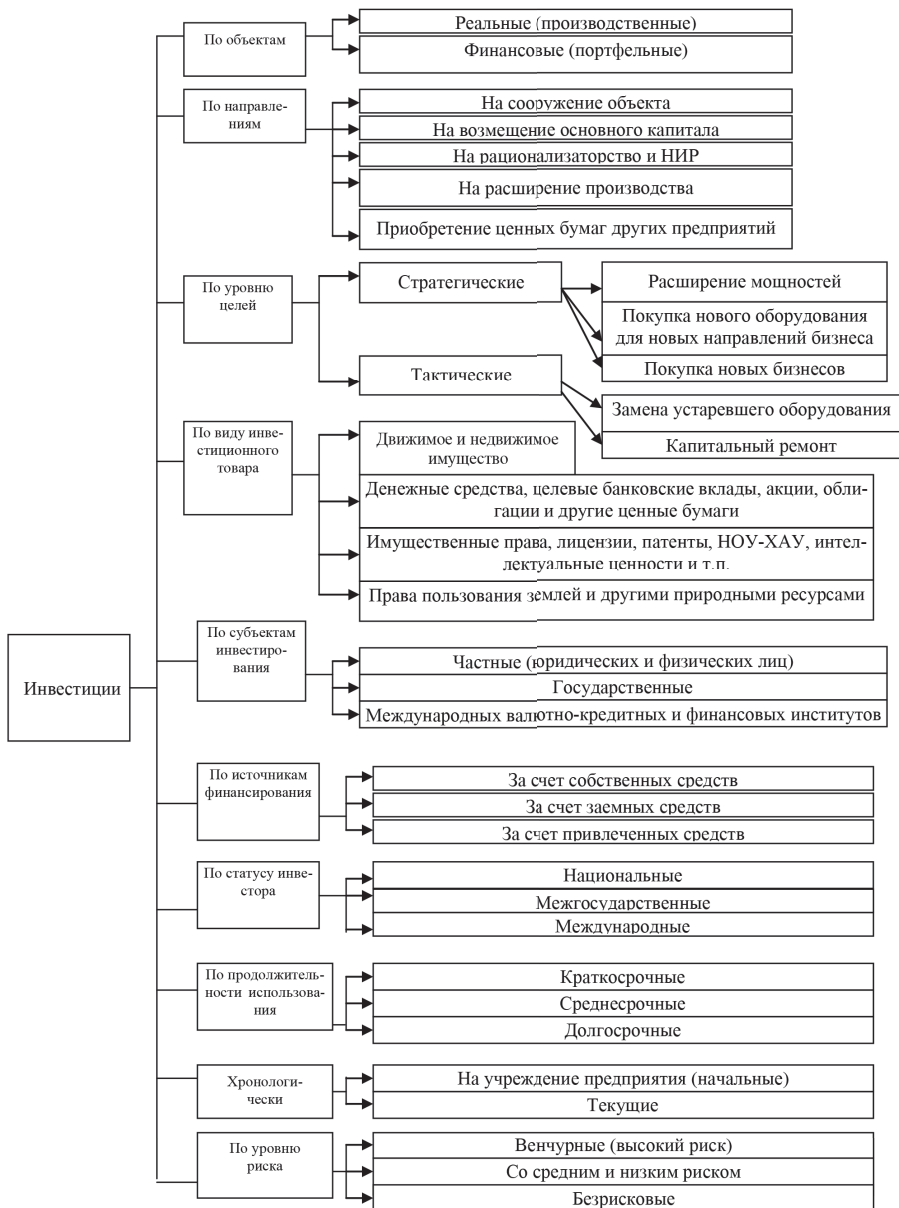 По объектам
Реальные (производственные)
Финансовые (портфельные)
По направле-
ниям
На сооружение объекта
На возмещение основного капитала
На рационализаторство и НИР
На расширение производства
Приобретение ценных бумаг других предприятий
По уровню
целей
Стратегические
Расширение мощностей
Покупка нового оборудования
для новых направлений бизнеса
Покупка новых бизнесов
Тактические
Замена устаревшего оборудования
Капитальный ремонт
По виду инве-
стиционного
товара
Движимое и недвижимое
имущество
Денежные средства, целевые банковские вклады, акции, обли-
гации и другие ценные бумаги
Имущественные права, лицензии, патенты, НОУ-ХАУ, интел-
лектуальные ценности и т.п.
Права пользования землей и другими природными ресурсами
Инвестиции
По субъектам
инвестиро-
вания
Частные (юридических и физических лиц)
Государственные
Международных валютно-кредитных и финансовых институтов
По источникам
финансирования
За счет собственных средств
За счет заемных средств
За счет привлеченных средств
По статусу инве-
стора
Национальные
Межгосударственные
Международные
По продолжитель-
ности использова-
ния
Краткосрочные
Среднесрочные
Долгосрочные
Хронологи-
чески
На учреждение предприятия (начальные)
Текущие
По уровню
риска
Венчурные (высокий риск)
Со средним и низким риском
Безрисковые